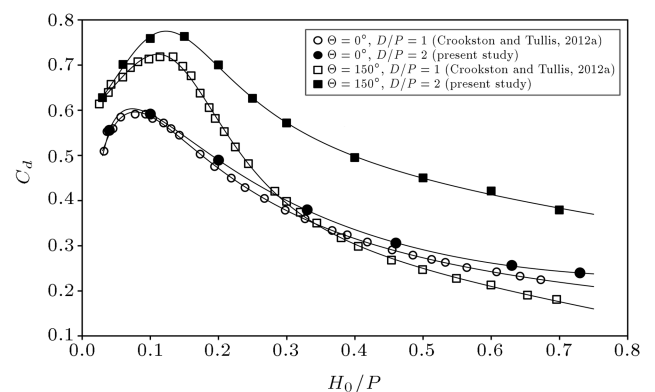 Θ = 0°, D/P = 1 (Crookston and Tullis, 2012a)
Θ = 0°, D/P = 2 (present study)
Θ = 150°, D/P = 1 (Crookston and Tullis, 2012a)
Θ = 150°, D/P = 2 (present study)
0.8
0.7
0.6
0.5
0.4
0.3
0.2
0.1
C_d
0.0 0.1 0.2 0.3 0.4 0.5 0.6 0.7 0.8
H_0/P